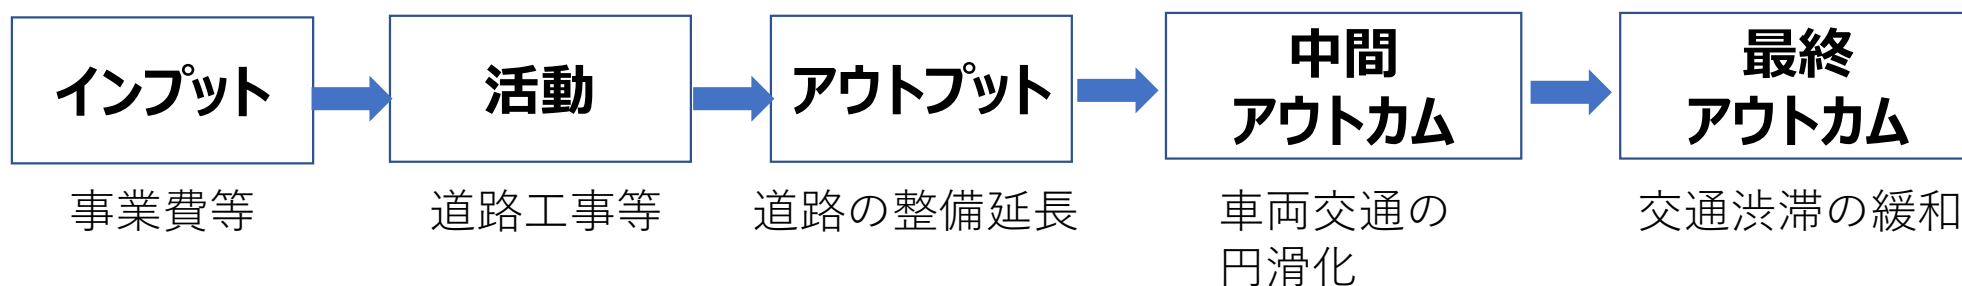 インプット
活動
アウトプット
中間
アウトカム
最終
アウトカム
事業費等
道路工事等
道路の整備延長
車両交通の
円滑化
交通渋滞の緩和